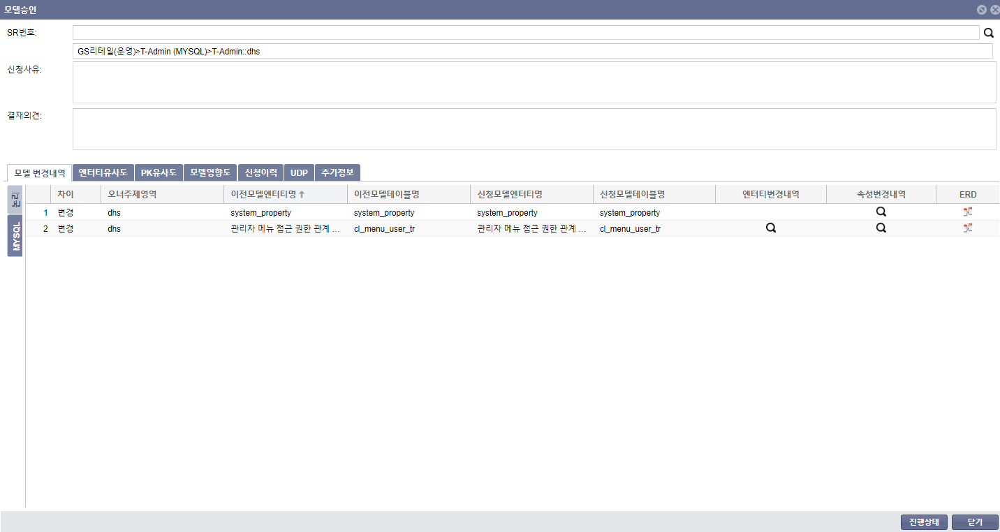 모델승인
SR번호:
GS리테일(운영)>T-Admin (MYSQL)>T-Admin::dhs
신청사유:
결재의견:
모델 변경내역 엔터티유사도 PK유사도 모델영향도 신청이력 UDP 추가정보
논리
MYSQL
차이 오너주제영역 이전모델엔터티명 이전모델테이블명 신청모델엔터티명 신청모델테이블명 엔터티변경내역 속성변경내역 ERD
1 변경 dhs system_property system_property system_property system_property
2 변경 dhs 관리자 메뉴 접근 권한 관계 ... cl_menu_user_tr 관리자 메뉴 접근 권한 관계 ... cl_menu_user_tr
진행상태 닫기